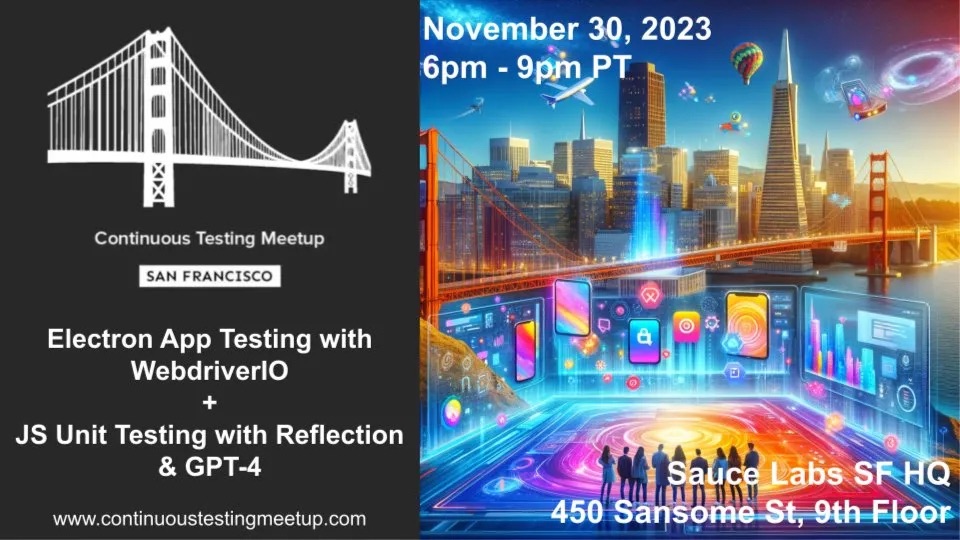 Continuous Testing Meetup
SAN FRANCISCO
Electron App Testing with
WebdriverIO
+
JS Unit Testing with Reflection
& GPT-4
www.continuoustestingmeetup.com
November 30, 2023
6pm - 9pm PT
Sauce Labs SF HQ
450 Sansome St, 9th Floor